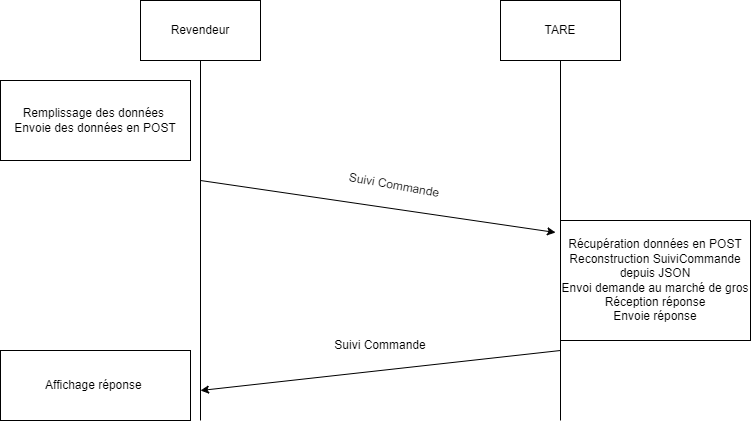 Revendeur
TARE
Remplissage des données
Envoie des données en POST
Suivi Commande
Récupération données en POST
Reconstruction SuiviCommande
depuis JSON
Envoi demande au marché de gros
Réception réponse
Envoie réponse
Suivi Commande
Affichage réponse